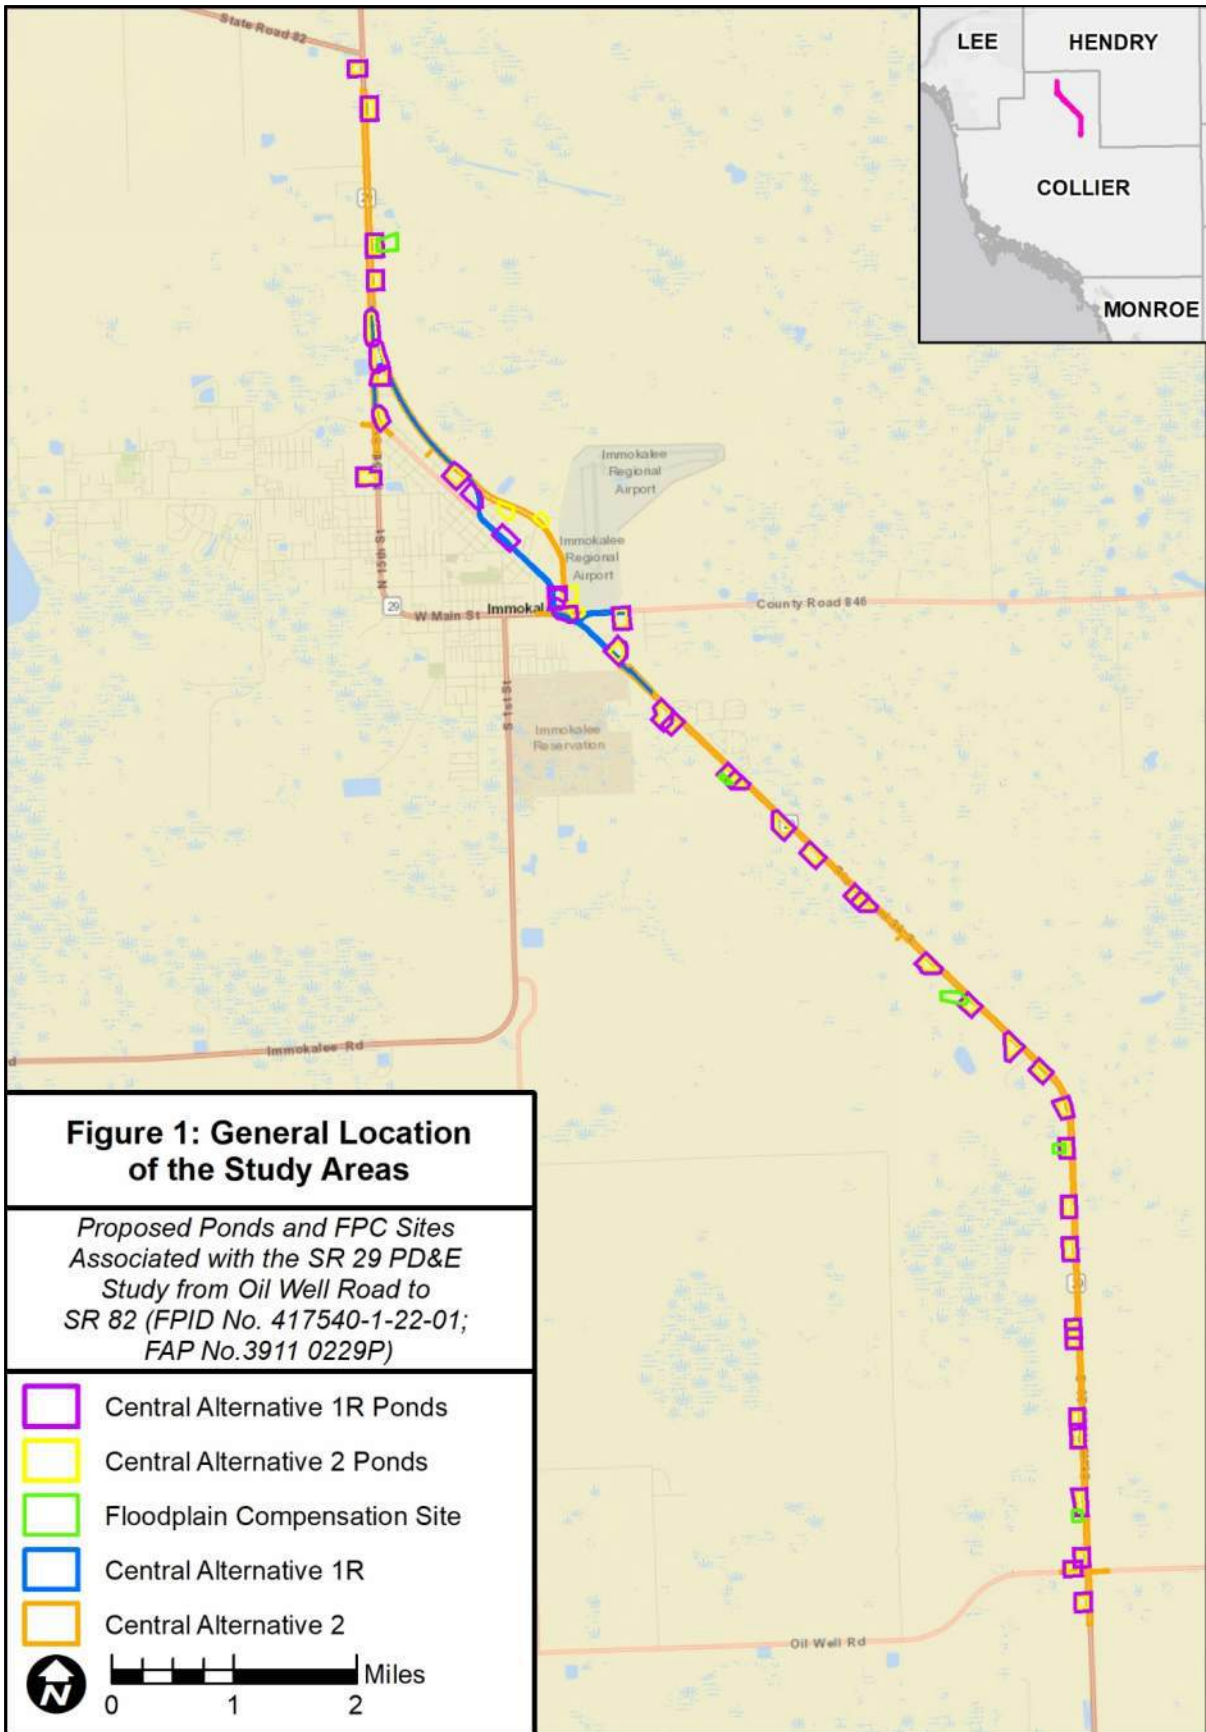 State Road 82
LEE
HENDRY
COLLIER
MONROE
29
Immokalee
Regional
Airport
Immokalee
Regional
Airport
N 15th St
29
W Main St
Immokal
County Road 846
S 1st St
Immokalee
Reservation
Immokalee Rd
d
29
Oil Well Rd
Figure 1: General Location
of the Study Areas
Proposed Ponds and FPC Sites
Associated with the SR 29 PD&E
Study from Oil Well Road to
SR 82 (FPID No. 417540-1-22-01;
FAP No.3911 0229P)
Central Alternative 1R Ponds
Central Alternative 2 Ponds
Floodplain Compensation Site
Central Alternative 1R
Central Alternative 2
N
Miles
0 1 2